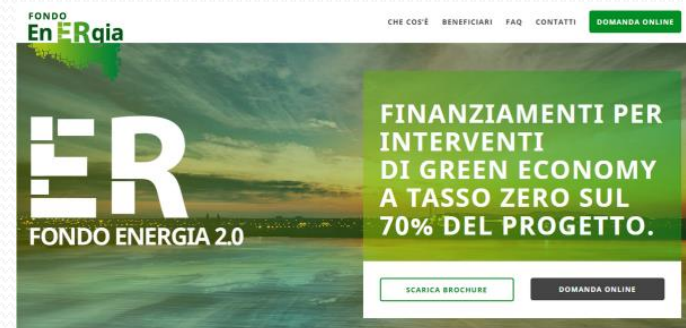 FONDO
EnERgia
CHE COS'È BENEFICIARI FAQ CONTATTI DOMANDA ONLINE
ER
FONDO ENERGIA 2.0
FINANZIAMENTI PER
INTERVENTI
DI GREEN ECONOMY
A TASSO ZERO SUL
70% DEL PROGETTO.
SCARICA BROCHURE DOMANDA ONLINE